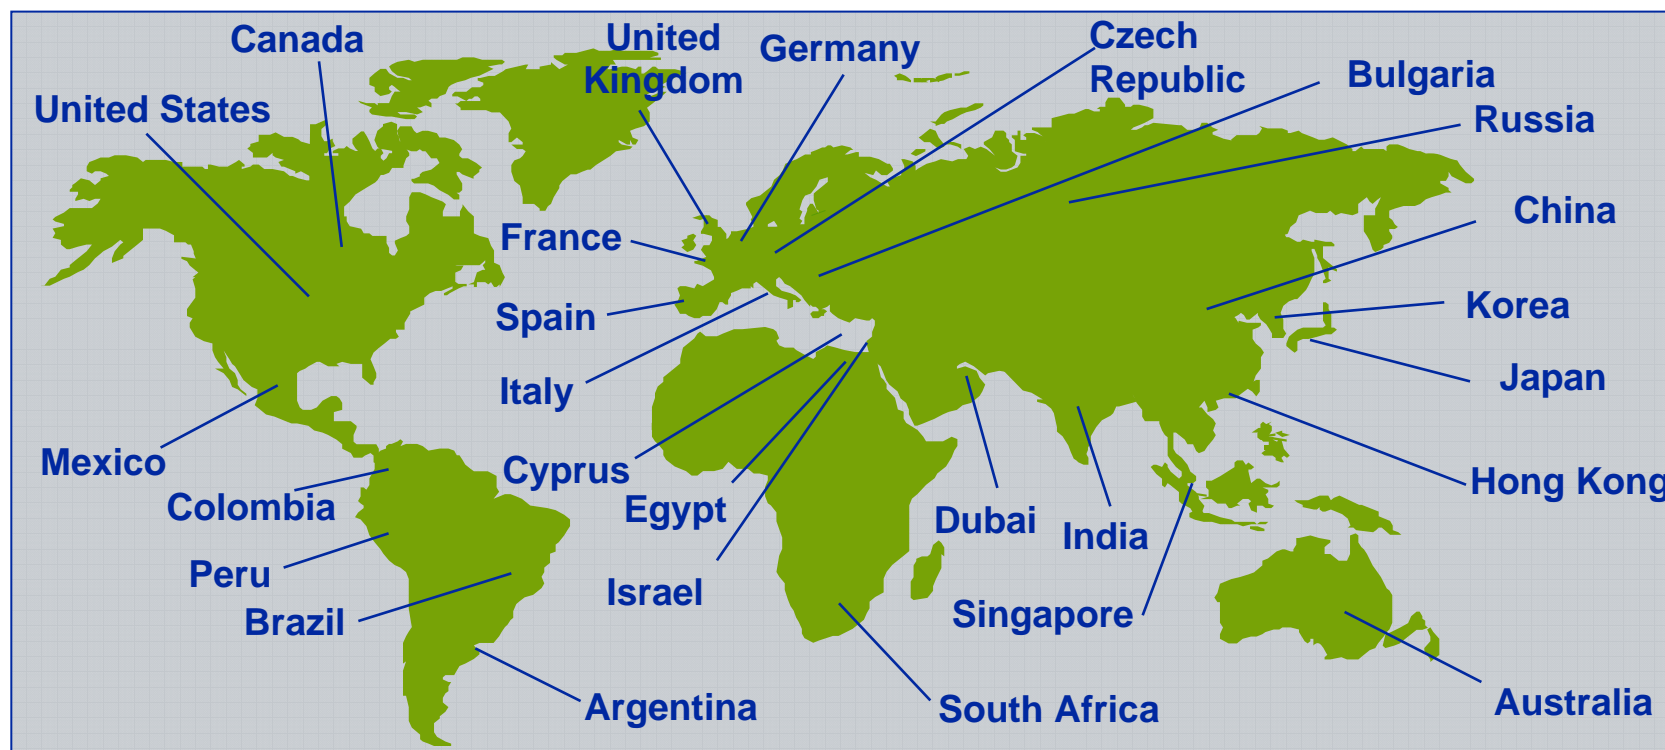 Canada
United
Kingdom
Germany
Czech
Republic
Bulgaria
United States
Russia
China
France
Spain
Korea
Italy
Japan
Mexico
Cyprus
Hong Kong
Colombia
Egypt
Dubai
India
Peru
Israel
Singapore
Brazil
Argentina
South Africa
Australia